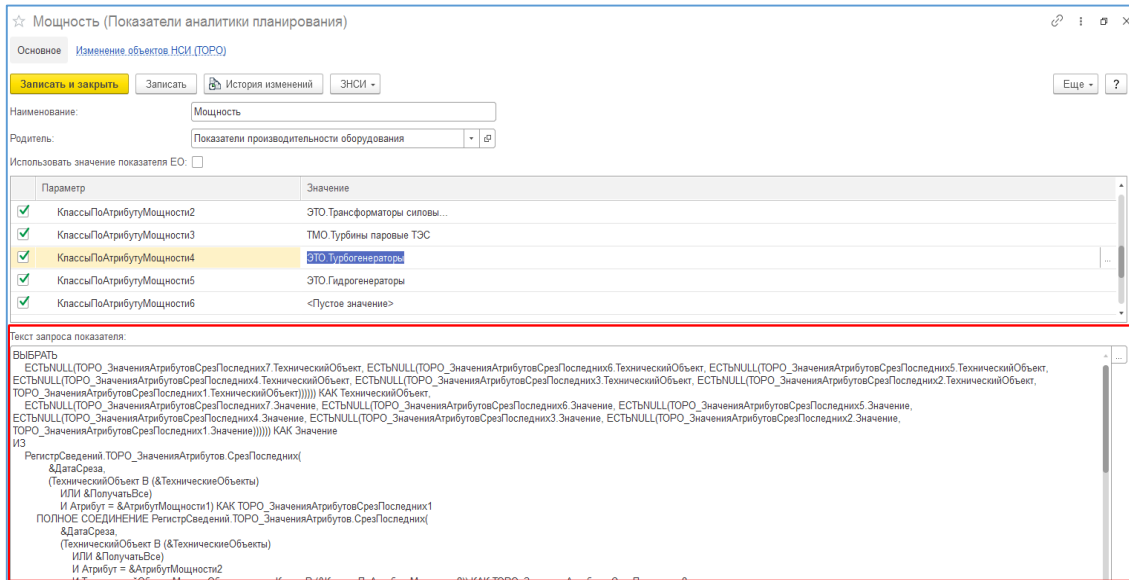 Мощность (Показатели аналитики планирования)
Основное Изменение объектов НСИ (ТОРО)
Записать и закрыть Записать История изменений ЗНСИ Еще ?
Наименование: Мощность
Родитель: Показатели производительности оборудования
Использовать значение показателя ЕО:
Параметр Значение
КлассыПоАтрибутуМощности2 ЭТО.Трансформаторы силовы...
КлассыПоАтрибутуМощности3 ТМО.Турбины паровые ТЭС
КлассыПоАтрибутуМощности4 ЭТО.Турбогенераторы ...
КлассыПоАтрибутуМощности5 ЭТО.Гидрогенераторы
КлассыПоАтрибутуМощности6 <Пустое значение>
Текст запроса показателя:
ВЫБРАТЬ ...
ЕСТЬNULL(ТОРО_ЗначенияАтрибутовСрезПоследних7.ТехническийОбъект, ЕСТЬNULL(ТОРО_ЗначенияАтрибутовСрезПоследних6.ТехническийОбъект, ЕСТЬNULL(ТОРО_ЗначенияАтрибутовСрезПоследних5.ТехническийОбъект,
ЕСТЬNULL(ТОРО_ЗначенияАтрибутовСрезПоследних4.ТехническийОбъект, ЕСТЬNULL(ТОРО_ЗначенияАтрибутовСрезПоследних3.ТехническийОбъект, ЕСТЬNULL(ТОРО_ЗначенияАтрибутовСрезПоследних2.ТехническийОбъект,
ТОРО_ЗначенияАтрибутовСрезПоследних1.ТехническийОбъект)))))) КАК ТехническийОбъект,
ЕСТЬNULL(ТОРО_ЗначенияАтрибутовСрезПоследних7.Значение, ЕСТЬNULL(ТОРО_ЗначенияАтрибутовСрезПоследних6.Значение, ЕСТЬNULL(ТОРО_ЗначенияАтрибутовСрезПоследних5.Значение,
ЕСТЬNULL(ТОРО_ЗначенияАтрибутовСрезПоследних4.Значение, ЕСТЬNULL(ТОРО_ЗначенияАтрибутовСрезПоследних3.Значение, ЕСТЬNULL(ТОРО_ЗначенияАтрибутовСрезПоследних2.Значение,
ТОРО_ЗначенияАтрибутовСрезПоследних1.Значение)))))) КАК Значение
ИЗ
РегистрСведений.ТОРО_ЗначенияАтрибутов.СрезПоследних(
&ДатаСреза,
(ТехническийОбъект В (&ТехническиеОбъекты)
ИЛИ &ПолучатьВсе)
И Атрибут = &АтрибутМощности1) КАК ТОРО_ЗначенияАтрибутовСрезПоследних1
ПОЛНОЕ СОЕДИНЕНИЕ РегистрСведений.ТОРО_ЗначенияАтрибутов.СрезПоследних(
&ДатаСреза,
(ТехническийОбъект В (&ТехническиеОбъекты)
ИЛИ &ПолучатьВсе)
И Атрибут = &АтрибутМощности2